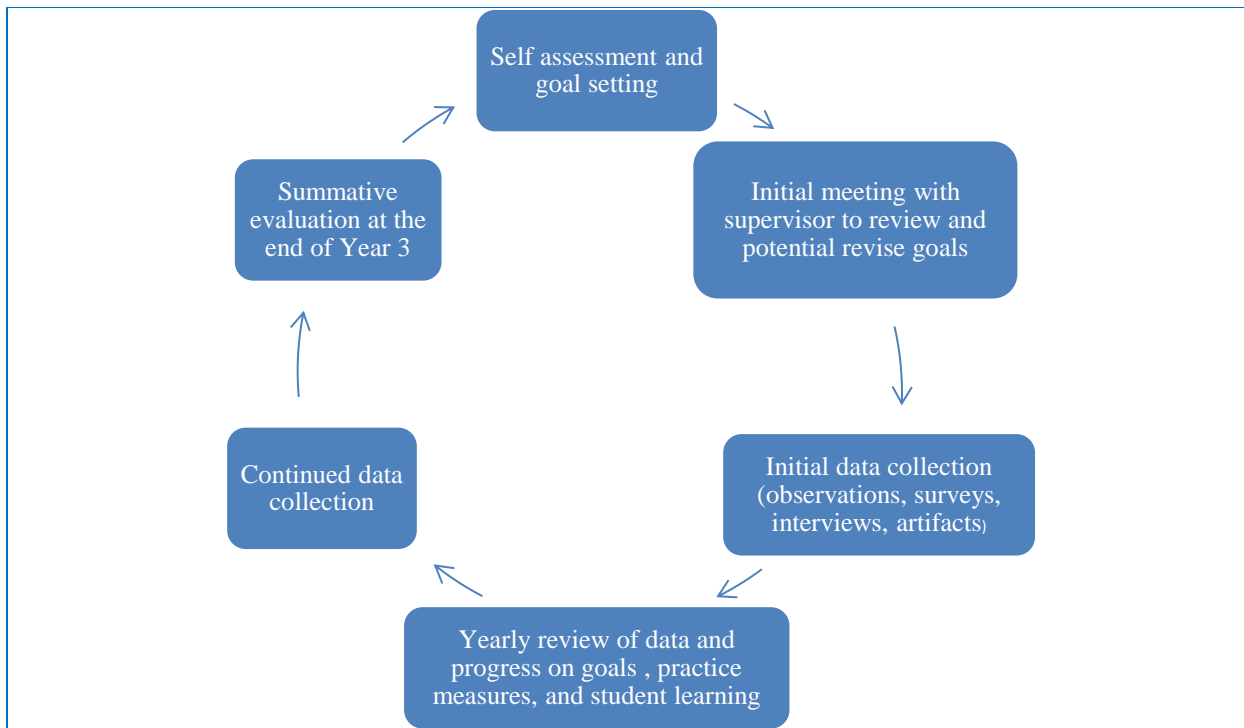 Self assessment and
goal setting
Initial meeting with
supervisor to review and
potential revise goals
Initial data collection
(observations, surveys,
interviews, artifacts)
Yearly review of data and
progress on goals , practice
measures, and student learning
Continued data
collection
Summative
evaluation at the
end of Year 3